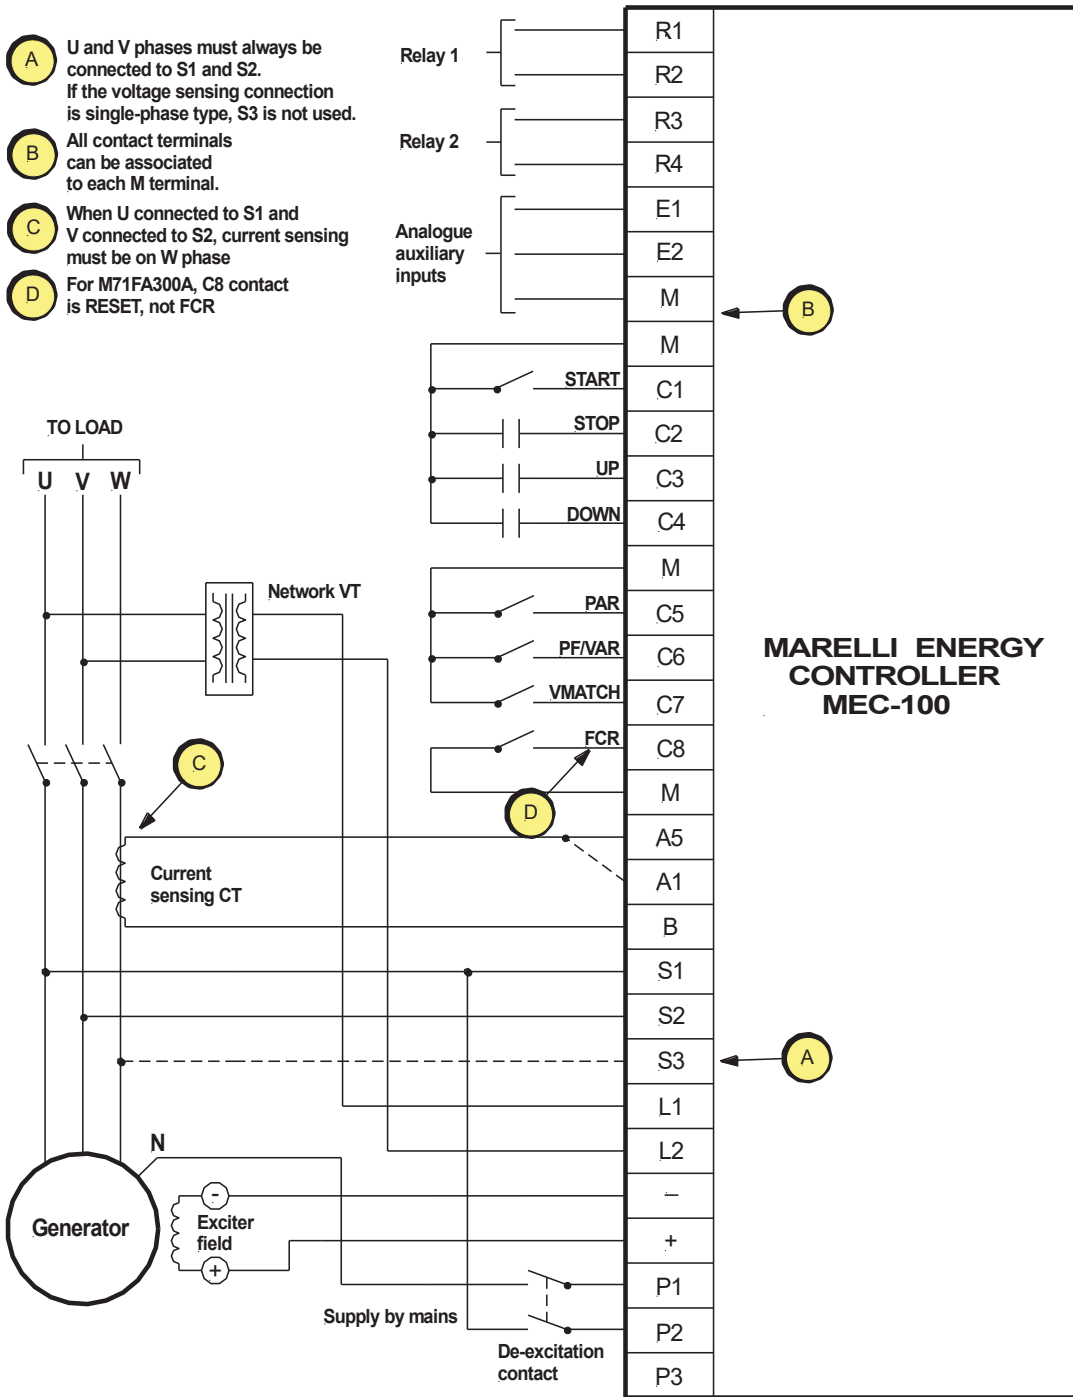 A
U and V phases must always be
connected to S1 and S2.
If the voltage sensing connection
is single-phase type, S3 is not used.
B
All contact terminals
can be associated
to each M terminal.
C
When U connected to S1 and
V connected to S2, current sensing
must be on W phase
D
For M71FA300A, C8 contact
is RESET, not FCR
Relay 1
Relay 2
Analogue
auxiliary
inputs
R1
R2
R3
R4
E1
E2
M
B
M
START
C1
STOP
C2
UP
C3
DOWN
C4
M
PAR
C5
PF/VAR
C6
VMATCH
C7
FCR
C8
M
D
A5
A1
B
S1
S2
S3
A
L1
L2
–
+
P1
P2
P3
MARELLI ENERGY
CONTROLLER
MEC-100
TO LOAD
U V W
Network VT
C
Current
sensing CT
N
Generator
-
Exciter
field
+
Supply by mains
De-excitation
contact